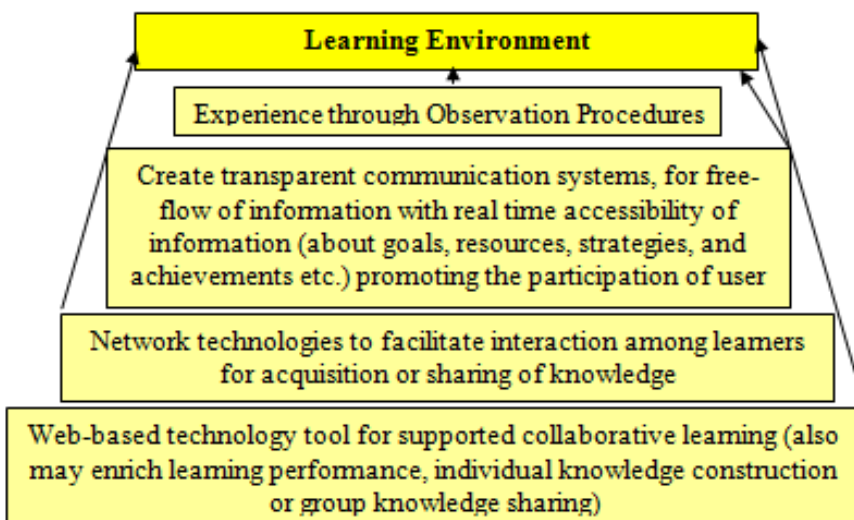 Learning Environment
Experience through Observation Procedures
Create transparent communication systems, for free-
flow of information with real time accessibility of
information (about goals, resources, strategies, and
achievements etc.) promoting the participation of user
Network technologies to facilitate interaction among learners
for acquisition or sharing of knowledge
Web-based technology tool for supported collaborative learning (also
may enrich learning performance, individual knowledge construction
or group knowledge sharing)